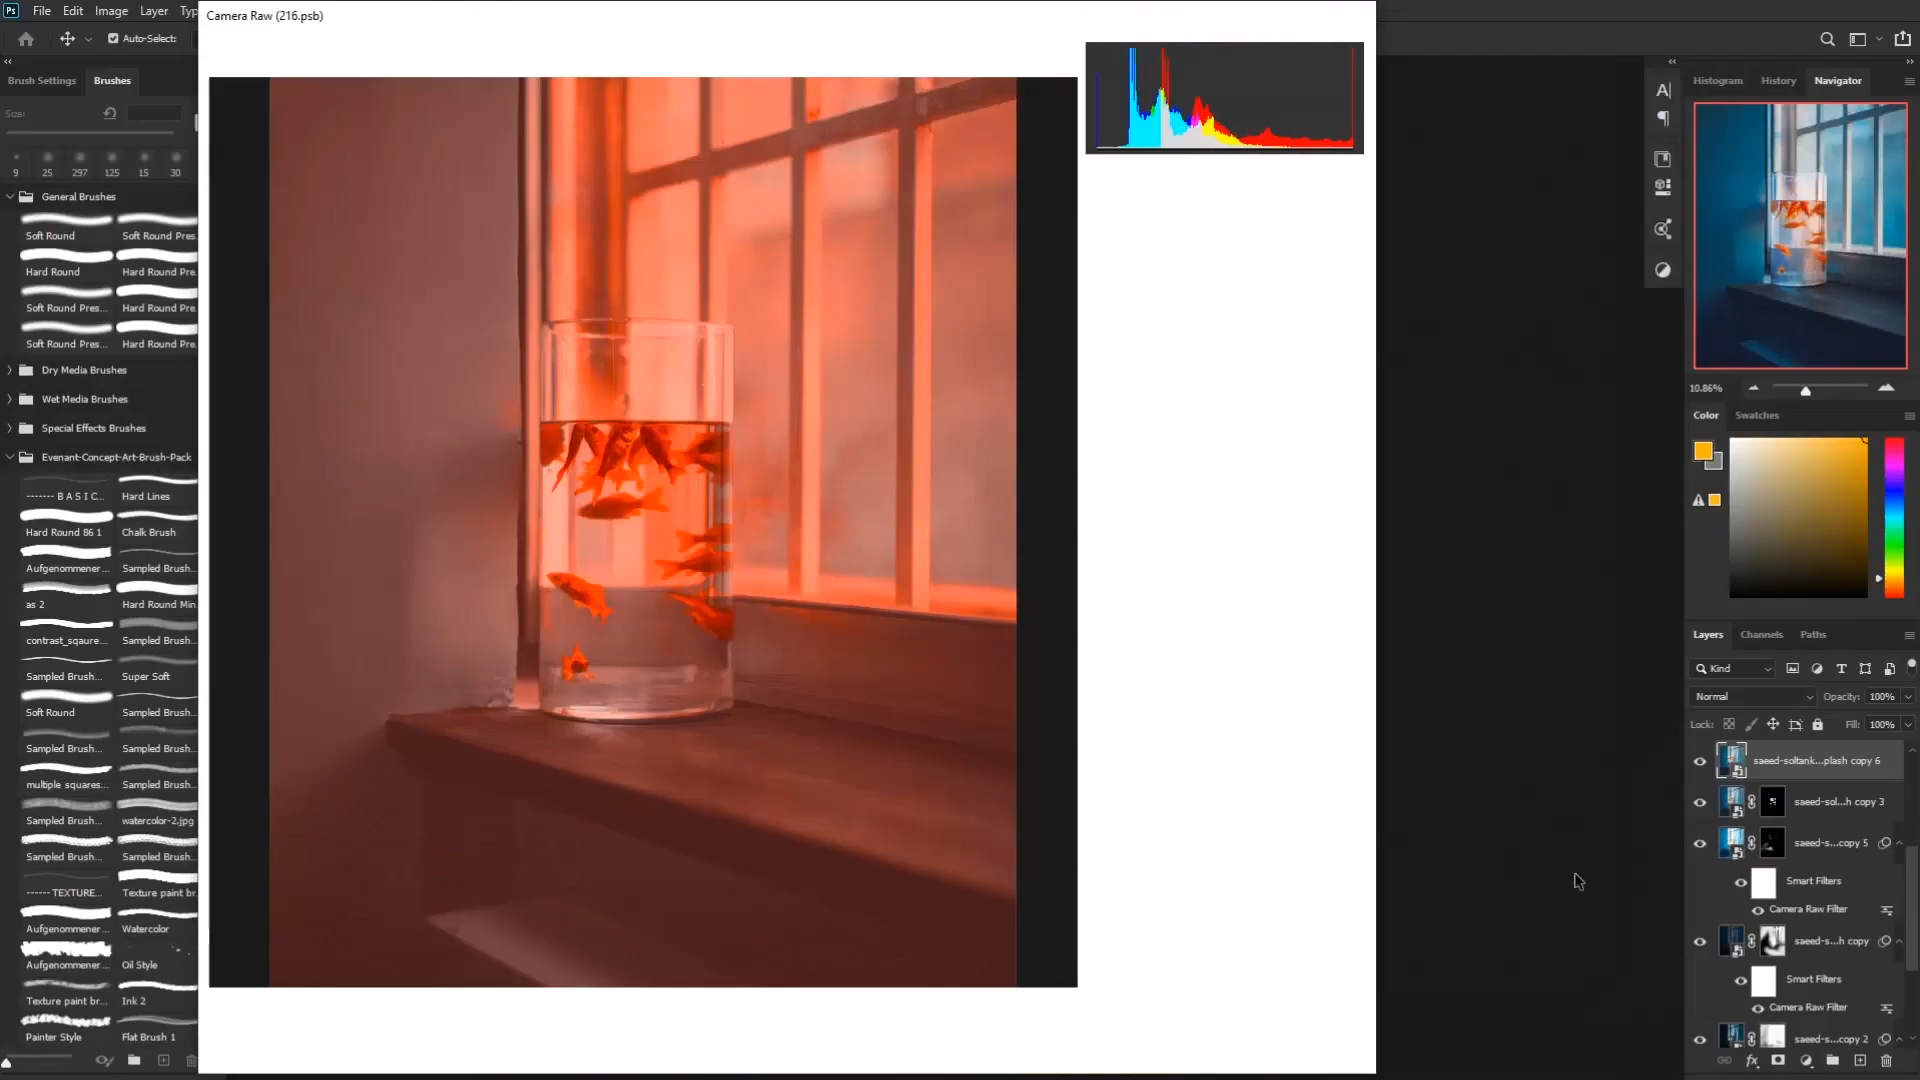 Ps File Edit Image Layer Typ
Camera Raw (216.psb)
Auto-Select:
Brush Settings Brushes
Size:
9 25 297 125 15 30
General Brushes
Soft Round Soft Round Pres...
Hard Round Hard Round Pre...
Soft Round Pres... Hard Round Pre...
Soft Round Pres... Hard Round Pre...
Dry Media Brushes
Wet Media Brushes
Special Effects Brushes
Evenant-Concept-Art-Brush-Pack
------- B A S I C... Hard Lines
Hard Round 86 1 Chalk Brush
Aufgenommener... Sampled Brush...
as 2 Hard Round Min...
contrast_sqaure... Sampled Brush...
Sampled Brush... Super Soft
Soft Round Sampled Brush...
Sampled Brush... Sampled Brush...
multiple squares... Sampled Brush...
Sampled Brush... watercolor-2.jpg
Sampled Brush... Sampled Brush...
------ TEXTURE... Texture paint br...
Aufgenommener... Watercolor
Aufgenommener... Oil Style
Texture paint br... Ink 2
Painter Style Flat Brush 1
Histogram History Navigator
10.86%
Color Swatches
Layers Channels Paths
Kind
Normal Opacity: 100%
Lock: Fill: 100%
saeed-soltank...plash copy 6
saeed-sol...h copy 3
saeed-s...copy 5
Smart Filters
Camera Raw Filter
saeed-s...h copy
Smart Filters
Camera Raw Filter
saeed-s...copy 2
fx